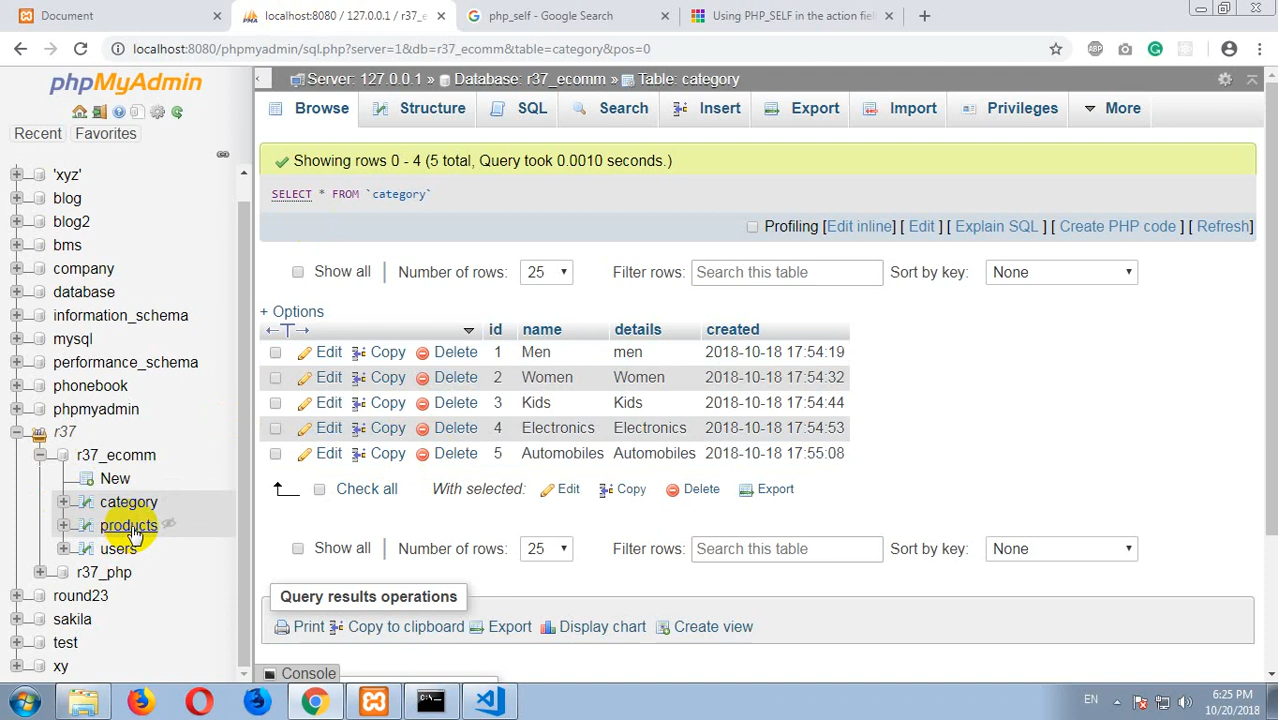 Document
localhost:8080 / 127.0.0.1 / r37_e
php_self - Google Search
Using PHP_SELF in the action field
localhost:8080/phpmyadmin/sql.php?server=1&db=r37_ecomm&table=category&pos=0
phpMyAdmin
Recent Favorites
'xyz'
blog
blog2
bms
company
database
information_schema
mysql
performance_schema
phonebook
phpmyadmin
r37
r37_ecomm
New
category
products
users
r37_php
round23
sakila
test
xy
Server: 127.0.0.1 » Database: r37_ecomm » Table: category
Browse Structure SQL Search Insert Export Import Privileges More
Showing rows 0 - 4 (5 total, Query took 0.0010 seconds.)
SELECT * FROM `category`
Profiling [Edit inline] [ Edit ] [ Explain SQL ] [ Create PHP code ] [ Refresh]
Show all Number of rows: 25 Filter rows: Search this table Sort by key: None
+ Options
id name details created
Edit Copy Delete 1 Men men 2018-10-18 17:54:19
Edit Copy Delete 2 Women Women 2018-10-18 17:54:32
Edit Copy Delete 3 Kids Kids 2018-10-18 17:54:44
Edit Copy Delete 4 Electronics Electronics 2018-10-18 17:54:53
Edit Copy Delete 5 Automobiles Automobiles 2018-10-18 17:55:08
Check all With selected: Edit Copy Delete Export
Show all Number of rows: 25 Filter rows: Search this table Sort by key: None
Query results operations
Print Copy to clipboard Export Display chart Create view
Console
EN
6:25 PM
10/20/2018